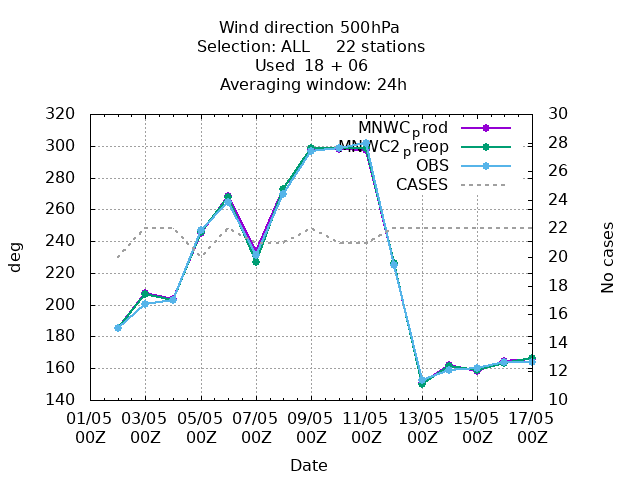 Wind direction 500hPa
Selection: ALL 22 stations
Used 18 + 06
Averaging window: 24h
320 30
300 28
280 26
260 24
240 22
220 20
200 18
180 16
160 14
140 12
10
MNWCprod
MNWC2preop
OBS
CASES
deg
No cases
01/05 03/05 05/05 07/05 09/05 11/05 13/05 15/05 17/05
00Z 00Z 00Z 00Z 00Z 00Z 00Z 00Z 00Z
Date